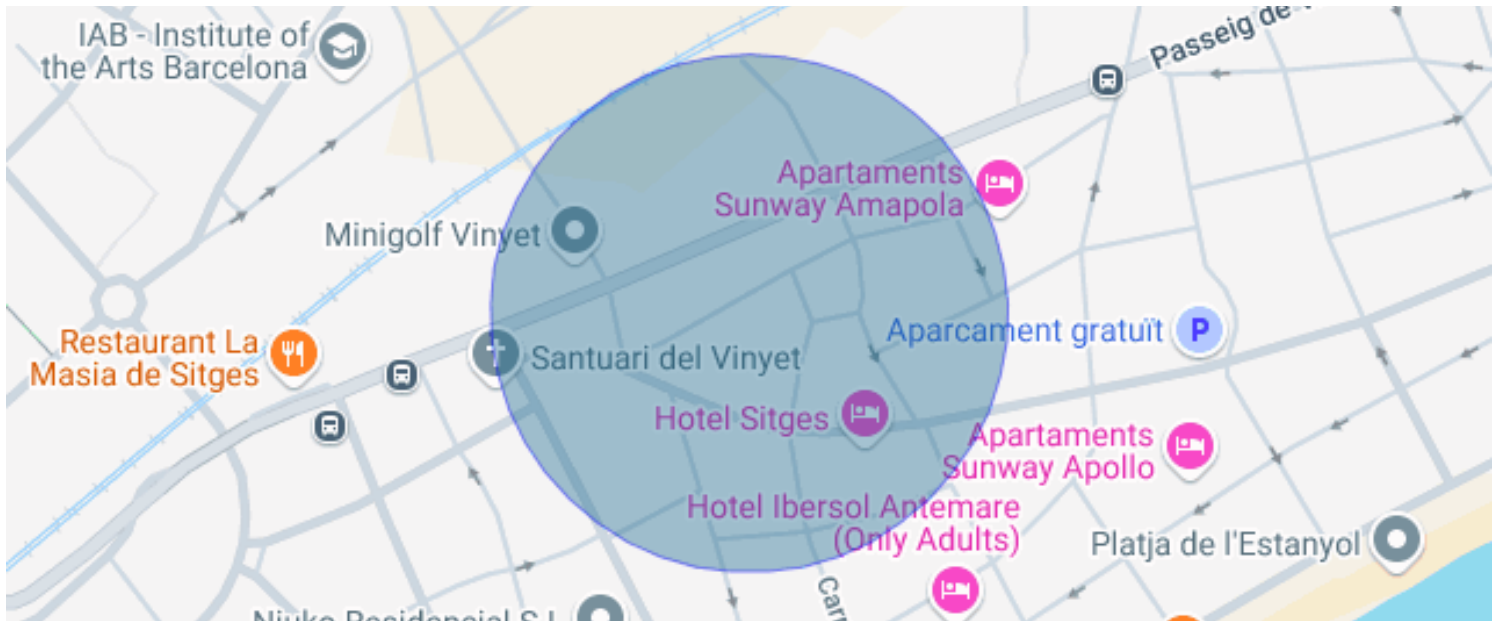 IAB - Institute of
the Arts Barcelona
Passeig de
Apartaments
Sunway Amapola
Minigolf Vinyet
Restaurant La
Masia de Sitges
Santuari del Vinyet
Aparcament gratuït
P
Hotel Sitges
Apartaments
Sunway Apollo
Hotel Ibersol Antemare
(Only Adults)
Platja de l'Estanyol